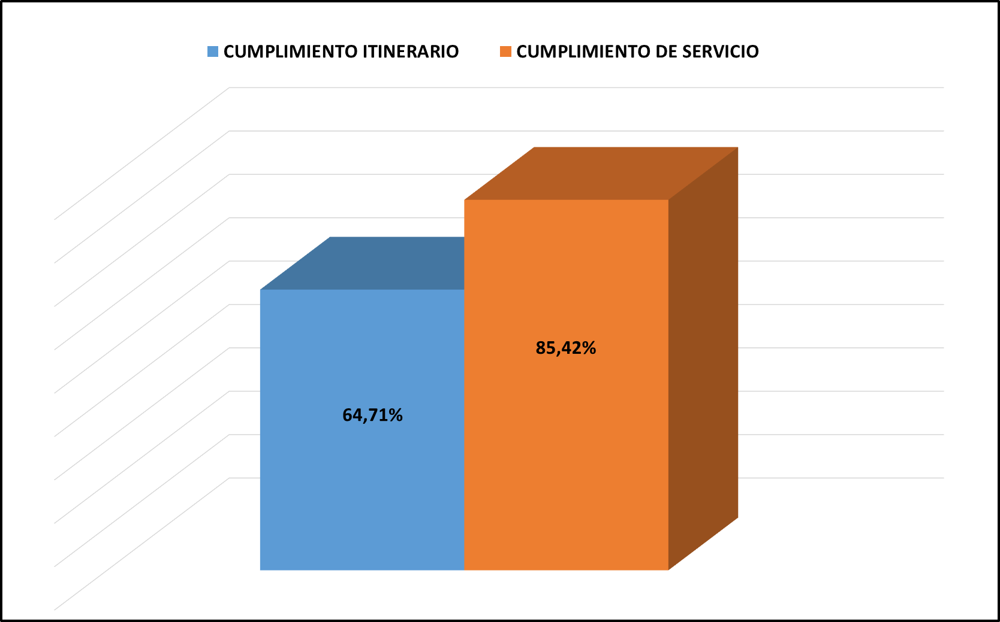 CUMPLIMIENTO ITINERARIO CUMPLIMIENTO DE SERVICIO
85,42%
64,71%